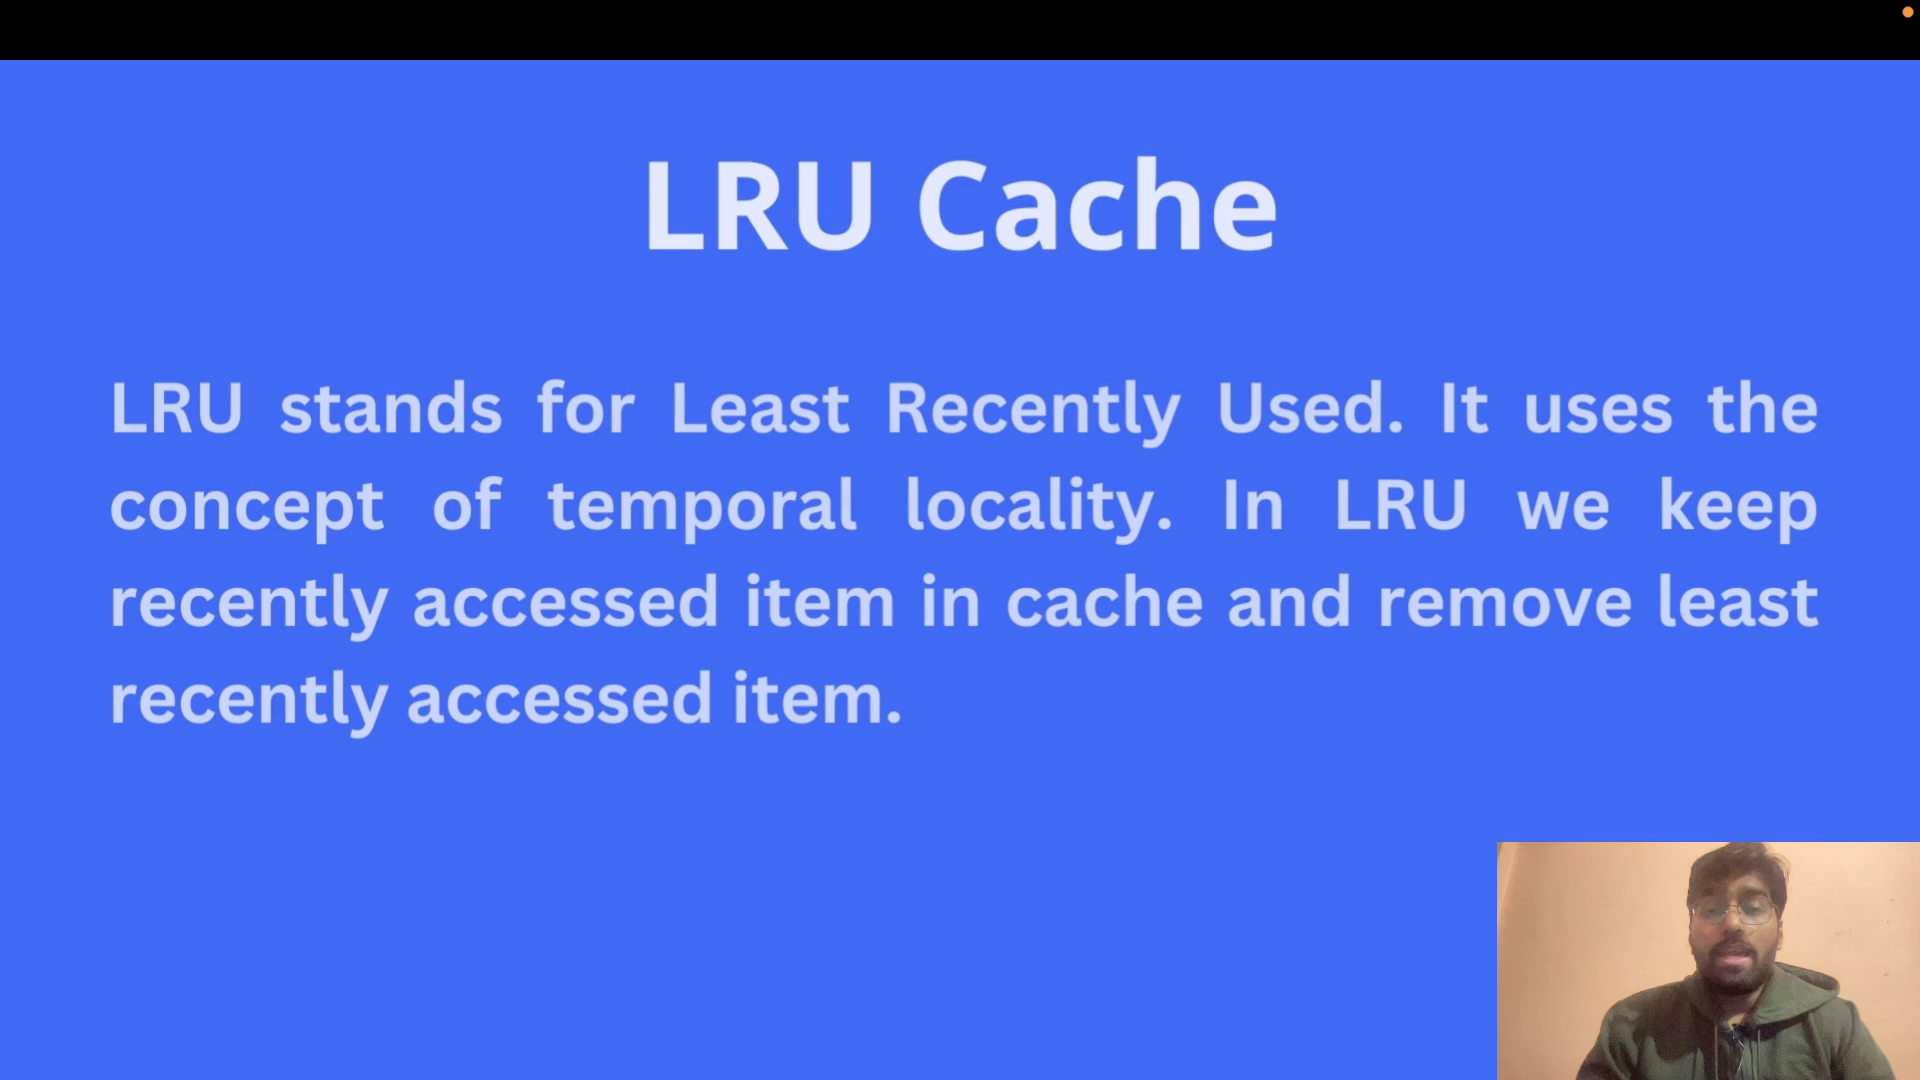 LRU Cache
LRU stands for Least Recently Used. It uses the
concept of temporal locality. In LRU we keep
recently accessed item in cache and remove least
recently accessed item.